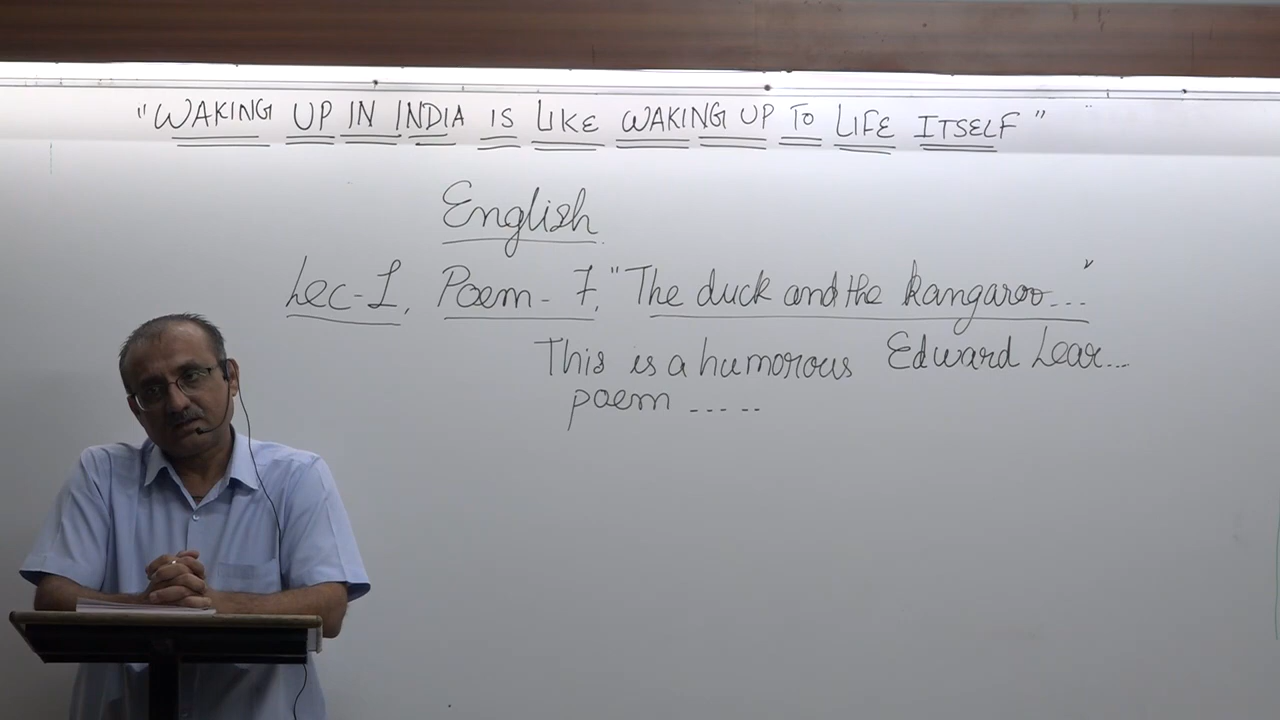 "WAKING UP IN INDIA IS LIKE WAKING UP TO LIFE ITSELF"
English
Lec-1, Poem - 7, "The duck and the kangaroo..."
This is a humorous Edward Lear...
poem .....